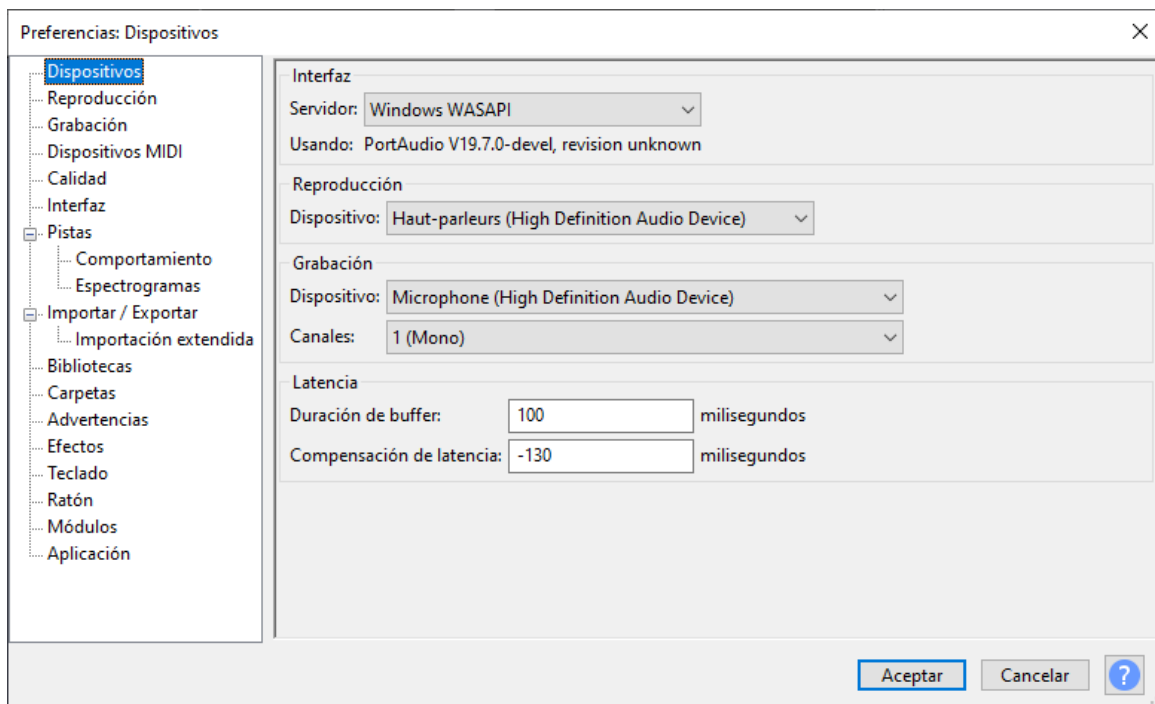 Preferencias: Dispositivos
Dispositivos
Reproducción
Grabación
Dispositivos MIDI
Calidad
Interfaz
Pistas
Comportamiento
Espectrogramas
Importar / Exportar
Importación extendida
Bibliotecas
Carpetas
Advertencias
Efectos
Teclado
Ratón
Módulos
Aplicación
Interfaz
Servidor: Windows WASAPI
Usando: PortAudio V19.7.0-devel, revision unknown
Reproducción
Dispositivo: Haut-parleurs (High Definition Audio Device)
Grabación
Dispositivo: Microphone (High Definition Audio Device)
Canales: 1 (Mono)
Latencia
Duración de buffer: 100 milisegundos
Compensación de latencia: -130 milisegundos
Aceptar Cancelar ?